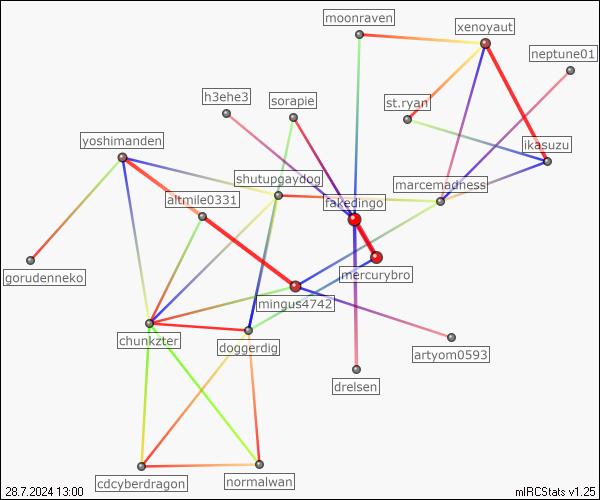 moonraven
xenoyaut
neptune01
h3ehe3
sorapie
st.ryan
yoshimanden
ikasuzu
shutupgaydog
marcemadness
altmile0331
fakedingo
gorudenneko
mercurybro
mingus4742
chunkzter
doggerdig
artyom0593
drelsen
cdcyberdragon
normalwan
28.7.2024 13:00
mIRCStats v1.25